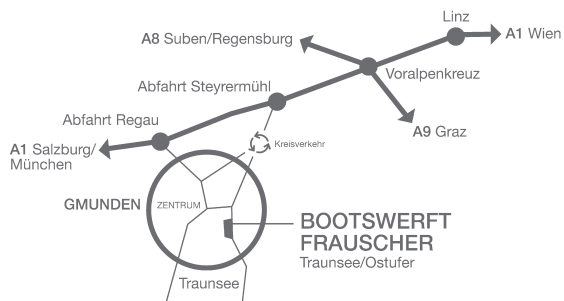 Linz
A1 Wien
A8 Suben/Regensburg
Voralpenkreuz
Abfahrt Steyrermühl
Abfahrt Regau
A9 Graz
A1 Salzburg/
München
Kreisverkehr
GMUNDEN
ZENTRUM
BOOTSWERFT
FRAUSCHER
Traunsee/Ostufer
Traunsee